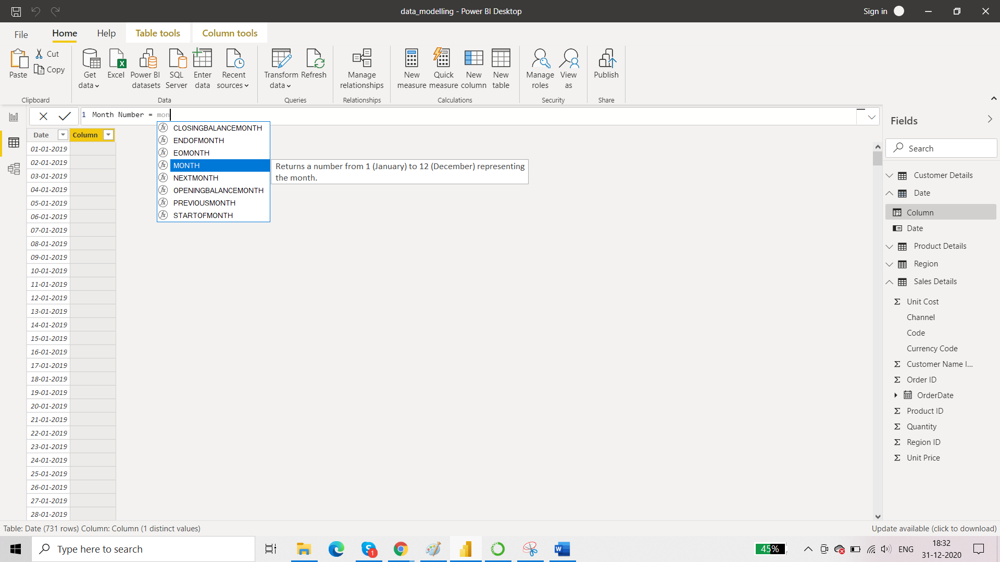 data_modelling - Power BI Desktop
Sign in
File
Home
Help
Table tools
Column tools
Paste
Cut
Copy
Clipboard
Get data
Excel
Power BI datasets
SQL Server
Enter data
Recent sources
Data
Transform data
Refresh
Queries
Manage relationships
Relationships
New measure
Quick measure
New column
New table
Calculations
Manage roles
View as
Security
Publish
Share
1 Month Number = mon
CLOSINGBALANCEMONTH
ENDOFMONTH
EOMONTH
MONTH
NEXTMONTH
OPENINGBALANCEMONTH
PREVIOUSMONTH
STARTOFMONTH
Returns a number from 1 (January) to 12 (December) representing
the month.
Date Column
01-01-2019
02-01-2019
03-01-2019
04-01-2019
05-01-2019
06-01-2019
07-01-2019
08-01-2019
09-01-2019
10-01-2019
11-01-2019
12-01-2019
13-01-2019
14-01-2019
15-01-2019
16-01-2019
17-01-2019
18-01-2019
19-01-2019
20-01-2019
21-01-2019
22-01-2019
23-01-2019
24-01-2019
25-01-2019
26-01-2019
27-01-2019
28-01-2019
Fields
Search
Customer Details
Date
Column
Date
Product Details
Region
Sales Details
Unit Cost
Channel
Code
Currency Code
Customer Name I...
Order ID
OrderDate
Product ID
Quantity
Region ID
Unit Price
Table: Date (731 rows) Column: Column (1 distinct values)
Update available (click to download)
Type here to search
1
45%
ENG
18:32
31-12-2020